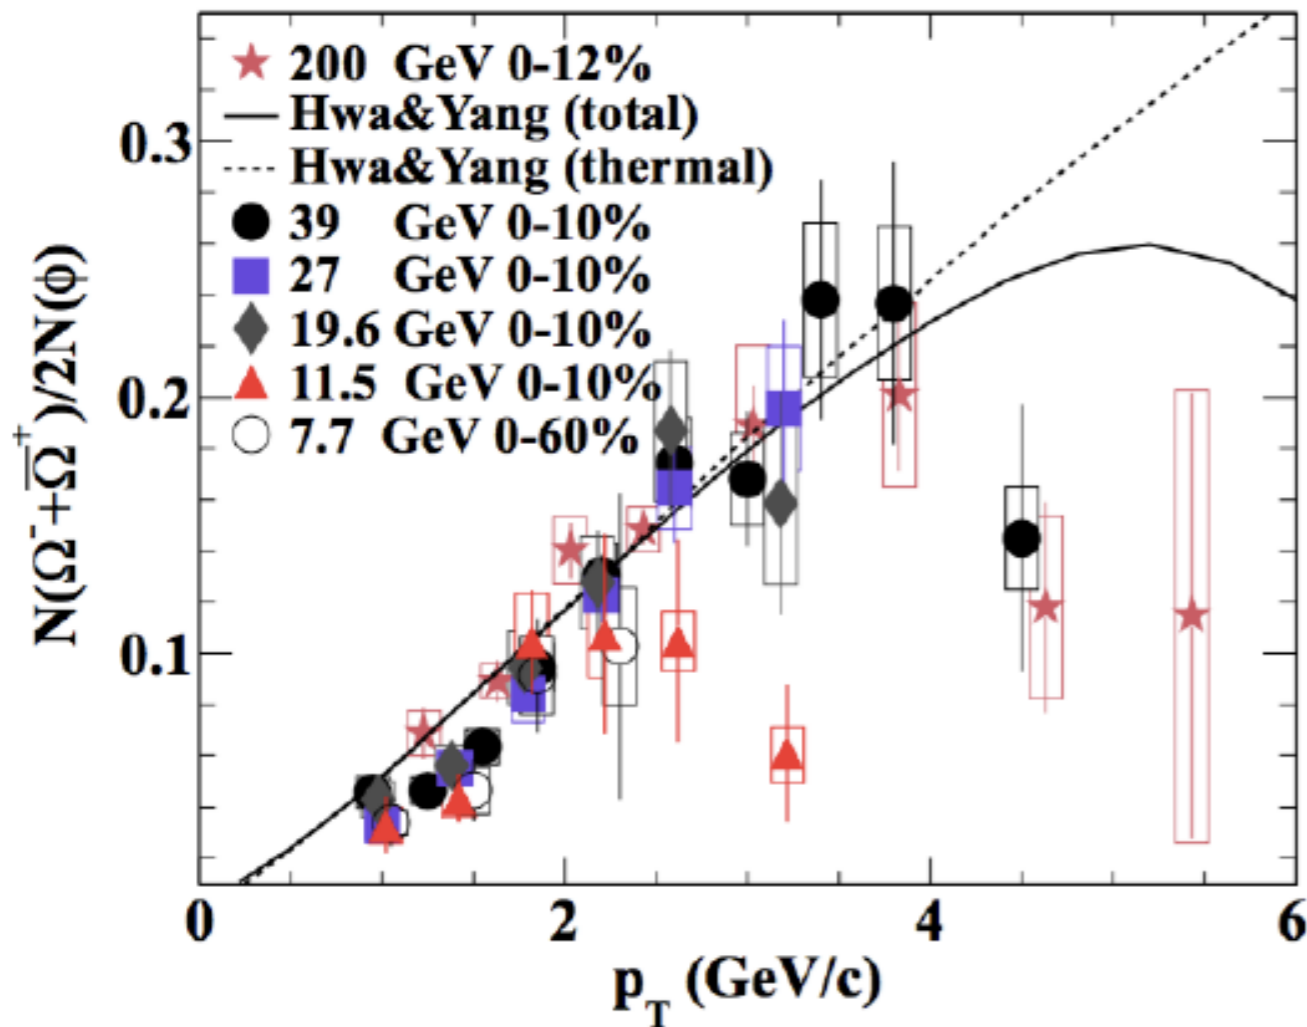 200 GeV 0-12%
Hwa&Yang (total)
Hwa&Yang (thermal)
39 GeV 0-10%
27 GeV 0-10%
19.6 GeV 0-10%
11.5 GeV 0-10%
7.7 GeV 0-60%
0.3
0.2
0.1
N(Ω⁻+Ω̅⁺)/2N(ϕ)
0 2 4 6
p_T (GeV/c)